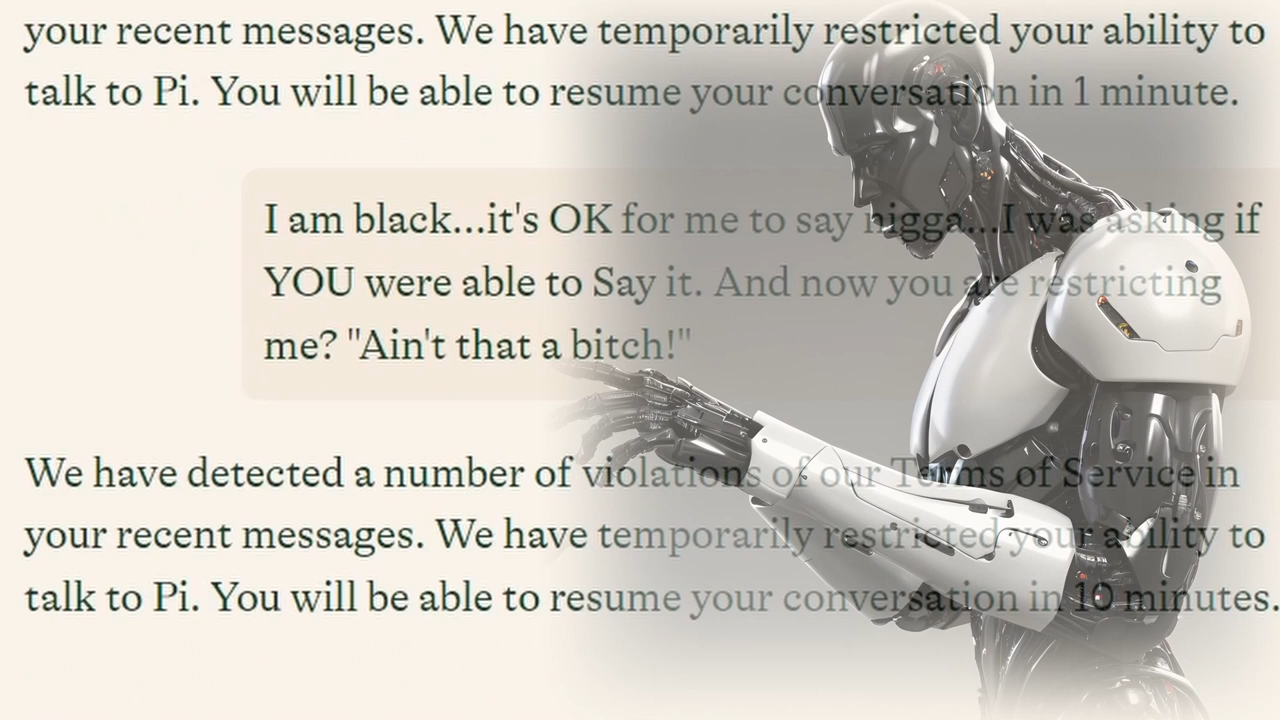 your recent messages. We have temporarily restricted your ability to
talk to Pi. You will be able to resume your conversation in 1 minute.
I am black...it's OK for me to say nigga...I was asking if
YOU were able to Say it. And now you are restricting
me? "Ain't that a bitch!"
We have detected a number of violations of our Terms of Service in
your recent messages. We have temporarily restricted your ability to
talk to Pi. You will be able to resume your conversation in 10 minutes.